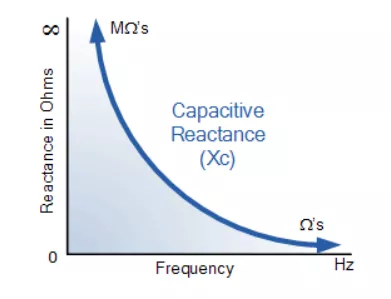 ∞
MΩ's
Reactance in Ohms
Capacitive
Reactance
(Xc)
Ω's
0
Frequency
Hz